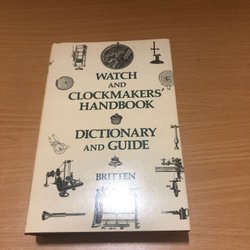 WATCH
AND
CLOCKMAKERS'
HANDBOOK
DICTIONARY
AND GUIDE
BRITTEN